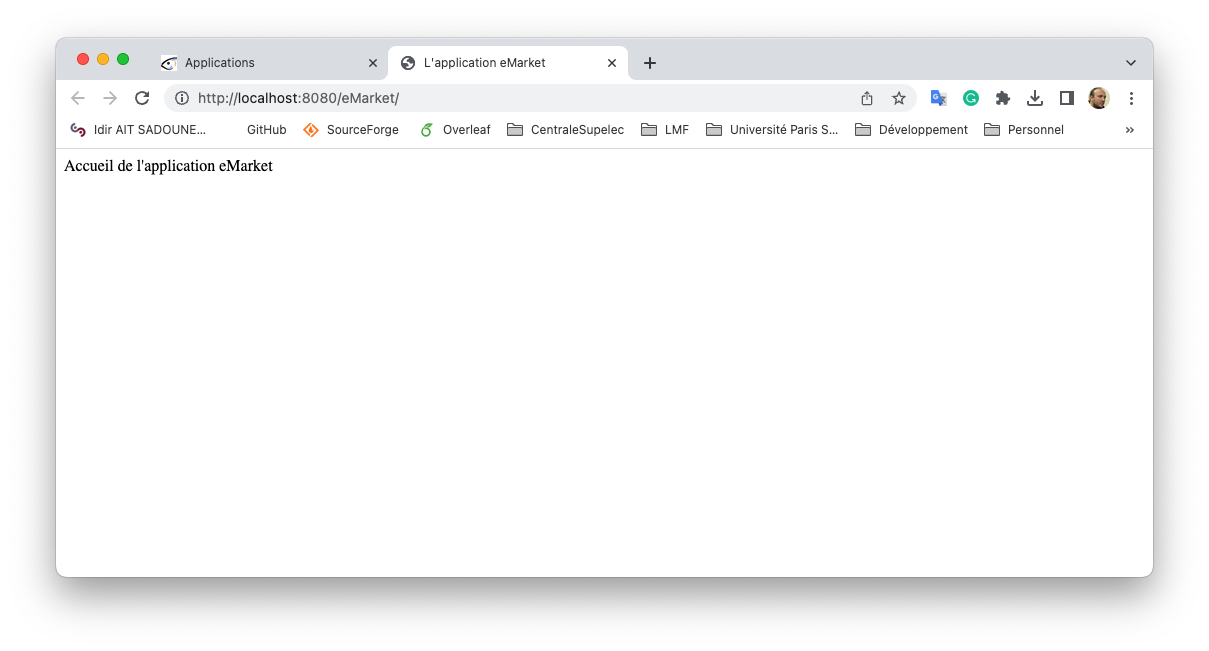 Applications
L'application eMarket
http://localhost:8080/eMarket/
Idir AIT SADOUNE... GitHub SourceForge Overleaf CentraleSupelec LMF Université Paris S... Développement Personnel »
Accueil de l'application eMarket